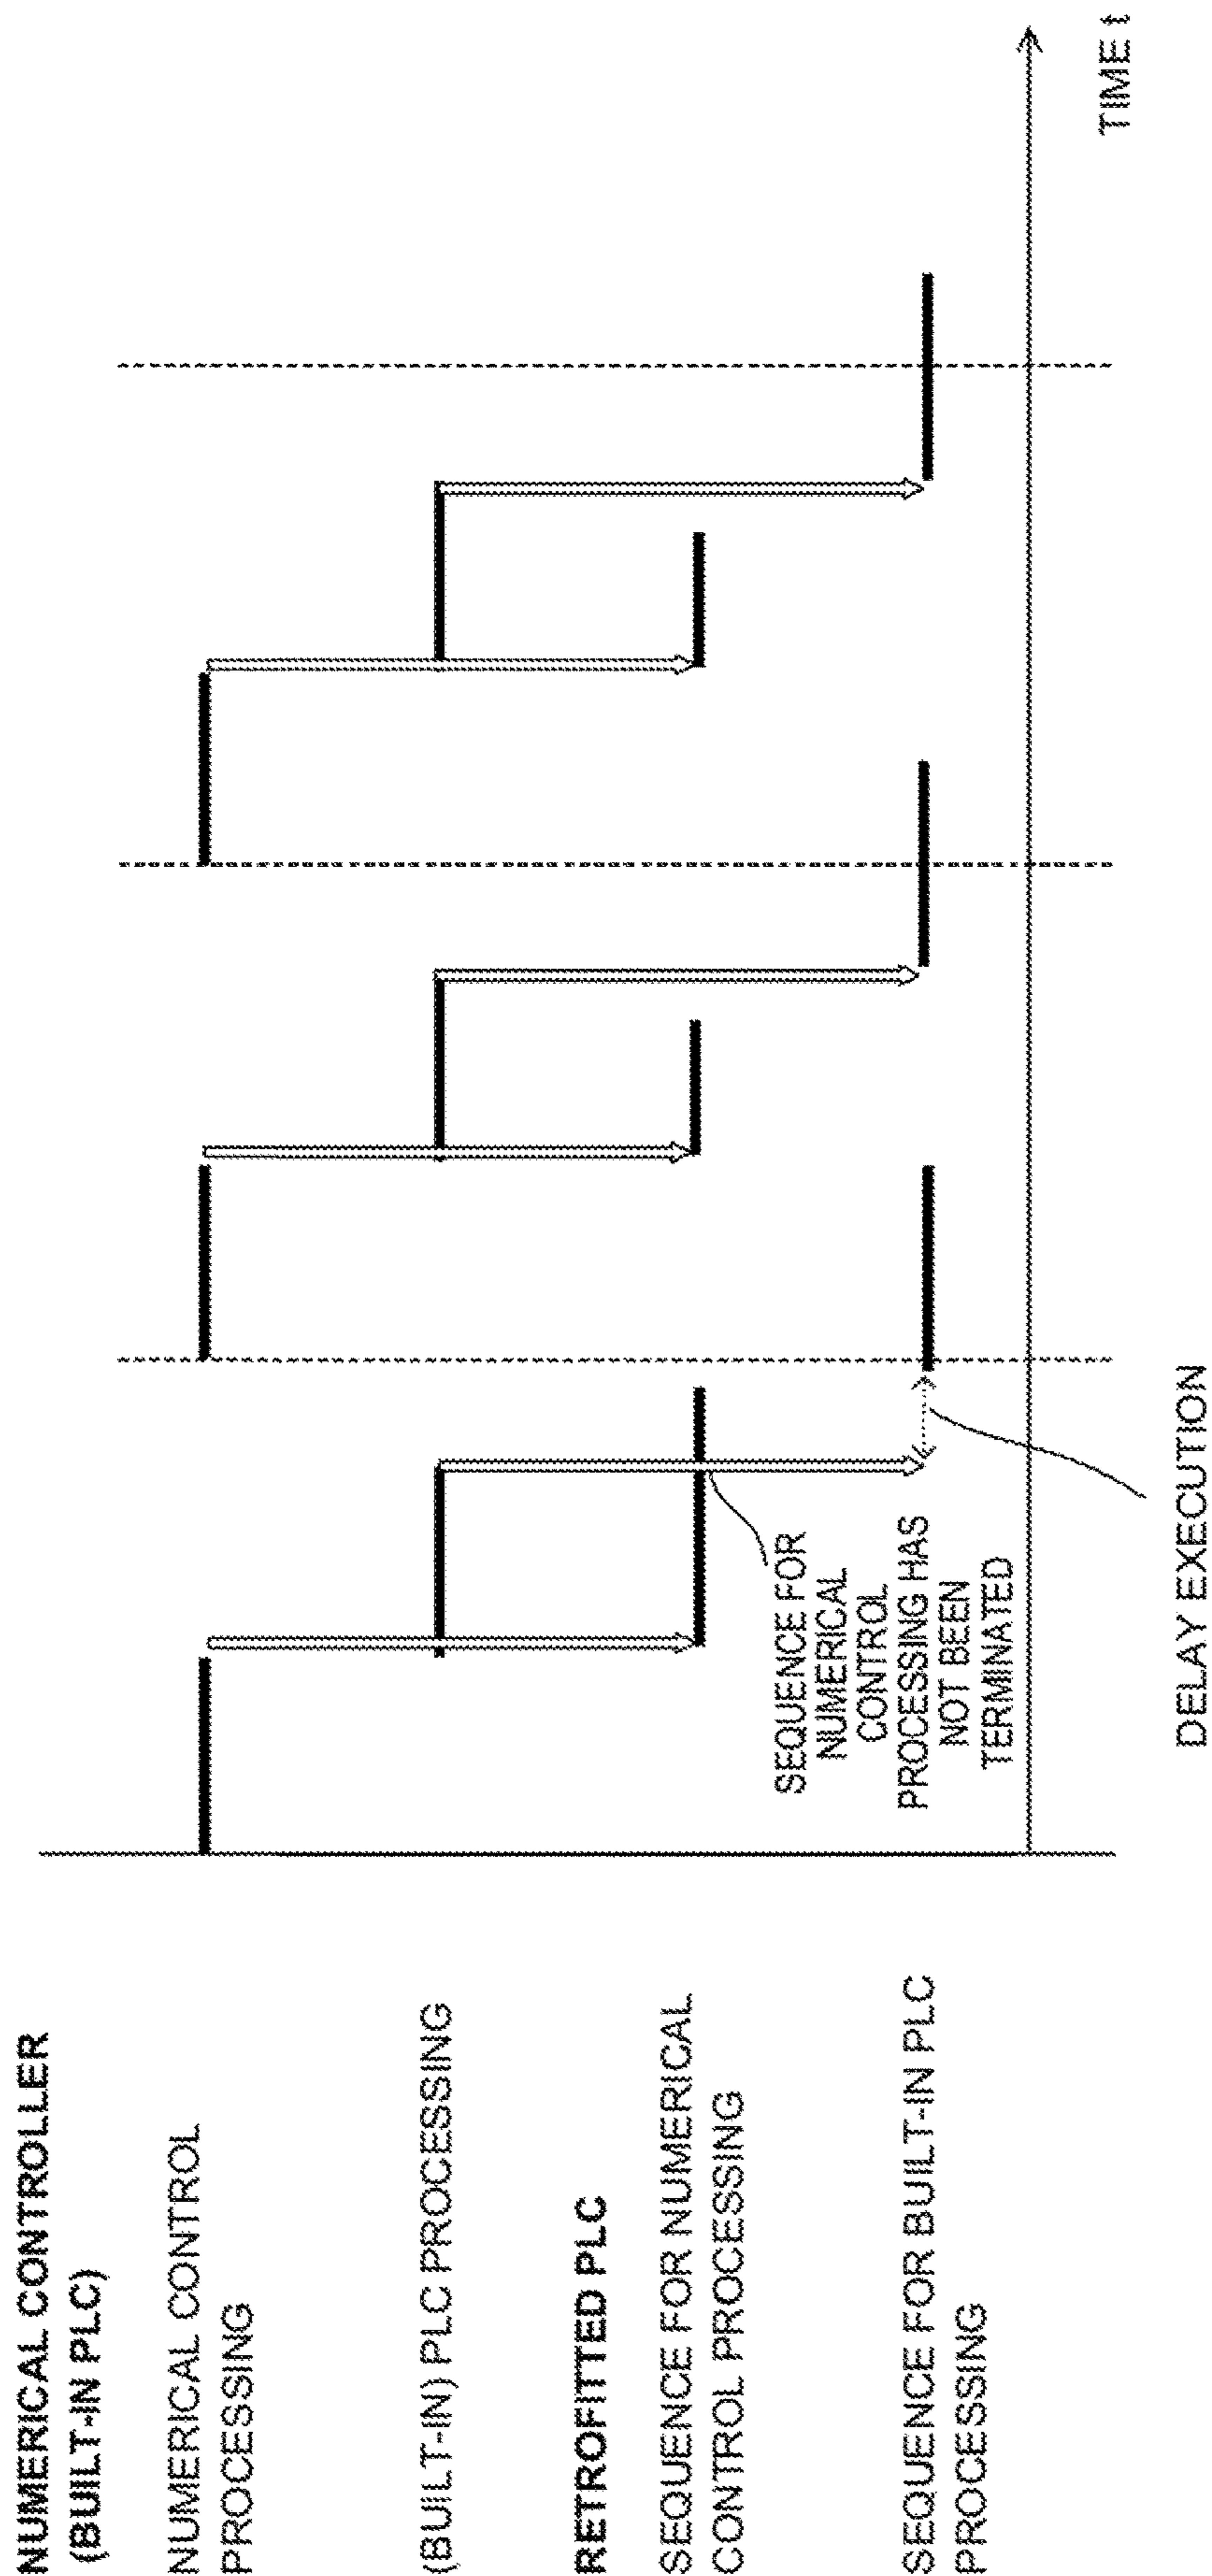 NUMERICAL CONTROLLER
(BUILT-IN PLC)
NUMERICAL CONTROL
PROCESSING
(BUILT-IN) PLC PROCESSING
RETROFITTED PLC
SEQUENCE FOR NUMERICAL
CONTROL PROCESSING
SEQUENCE FOR BUILT-IN PLC
PROCESSING
SEQUENCE FOR
NUMERICAL
CONTROL
PROCESSING HAS
NOT BEEN
TERMINATED
DELAY EXECUTION
TIME t